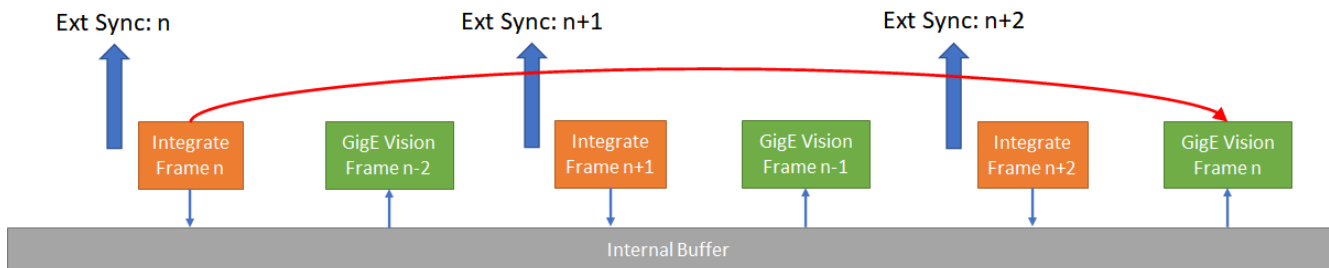 Ext Sync: n
Ext Sync: n+1
Ext Sync: n+2
Integrate
Frame n
GigE Vision
Frame n-2
Integrate
Frame n+1
GigE Vision
Frame n-1
Integrate
Frame n+2
GigE Vision
Frame n
Internal Buffer